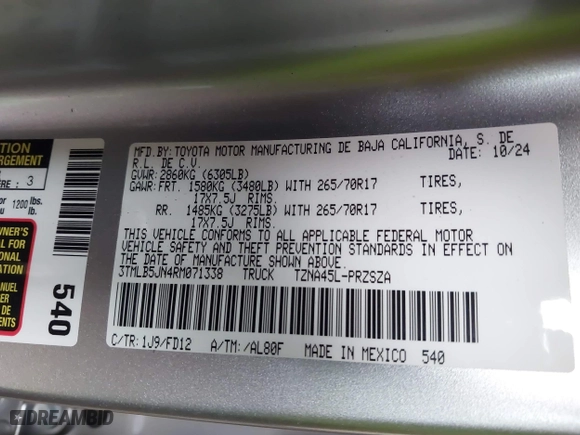 MFD. BY: TOYOTA MOTOR MANUFACTURING DE BAJA CALIFORNIA, S. DE
R.L. DE C.V. DATE: 10/24
GVWR: 2860KG (6305LB)
GAWR: FRT. 1580KG (3480LB) WITH 265/70R17 TIRES,
17X7.5J RIMS.
RR. 1485KG (3275LB) WITH 265/70R17 TIRES,
17X7.5J RIMS.
THIS VEHICLE CONFORMS TO ALL APPLICABLE FEDERAL MOTOR
VEHICLE SAFETY AND THEFT PREVENTION STANDARDS IN EFFECT ON
THE DATE OF MANUFACTURE SHOWN ABOVE.
3TMLB5JN4RM071338 TRUCK TZNA45L-PRZSZA
C/TR: 1J9/FD12 A/TM: /AL80F MADE IN MEXICO 540
3
1200 lbs.
540
DREAMBID